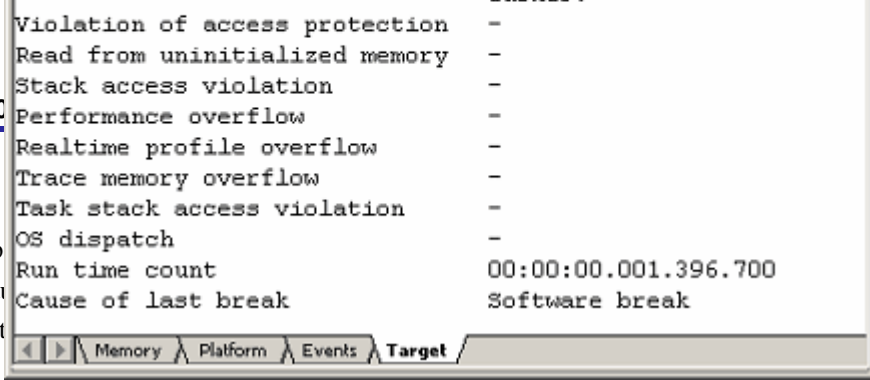 Violation of access protection -
Read from uninitialized memory -
Stack access violation -
Performance overflow -
Realtime profile overflow -
Trace memory overflow -
Task stack access violation -
OS dispatch -
Run time count 00:00:00.001.396.700
Cause of last break Software break
Memory Platform Events Target